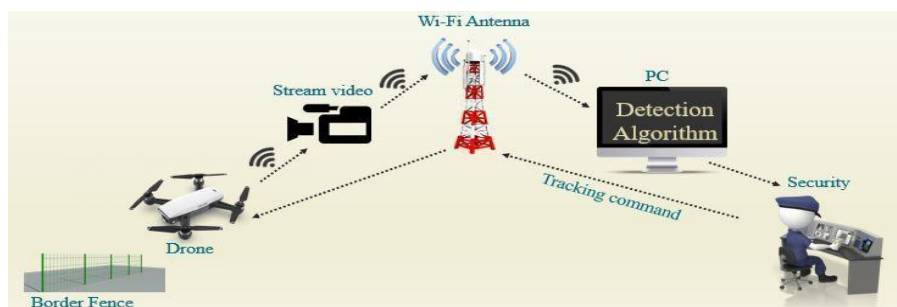 Wi-Fi Antenna
Stream video
PC
Detection
Algorithm
Security
Tracking command
Drone
Border Fence